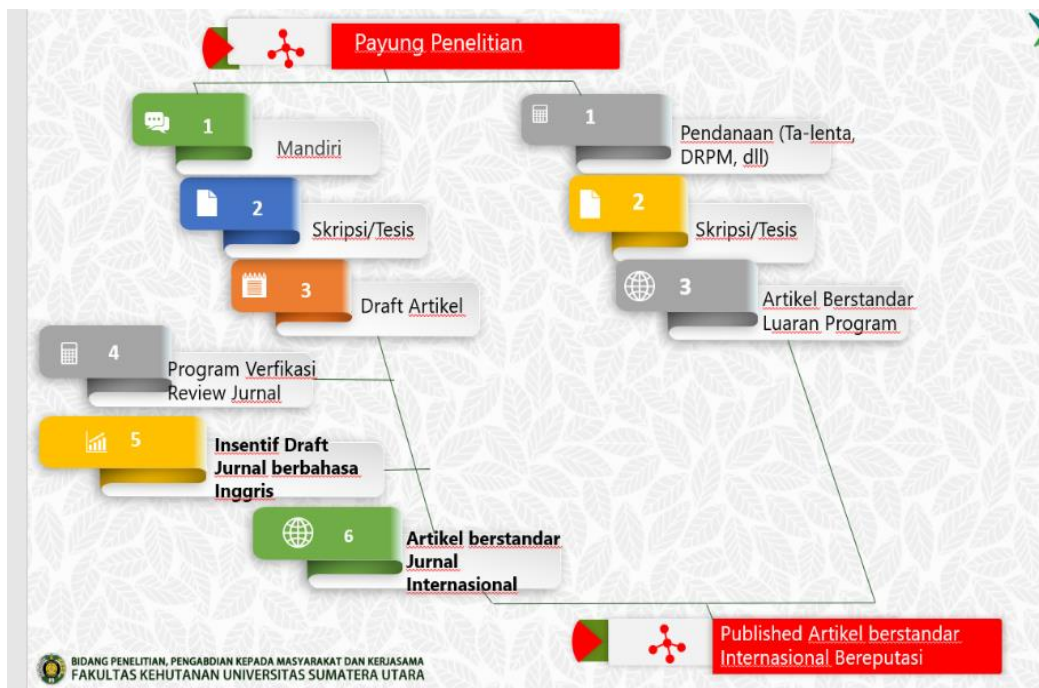 Payung Penelitian
1
Mandiri
2
Skripsi/Tesis
3
Draft Artikel
4
Program Verfikasi
Review Jurnal
5
Insentif Draft
Jurnal berbahasa
Inggris
6
Artikel berstandar
Jurnal
Internasional
1
Pendanaan (Ta-lenta,
DRPM, dll)
2
Skripsi/Tesis
3
Artikel Berstandar
Luaran Program
Published Artikel berstandar
Internasional Bereputasi
BIDANG PENELITIAN, PENGABDIAN KEPADA MASYARAKAT DAN KERJASAMA
FAKULTAS KEHUTANAN UNIVERSITAS SUMATERA UTARA